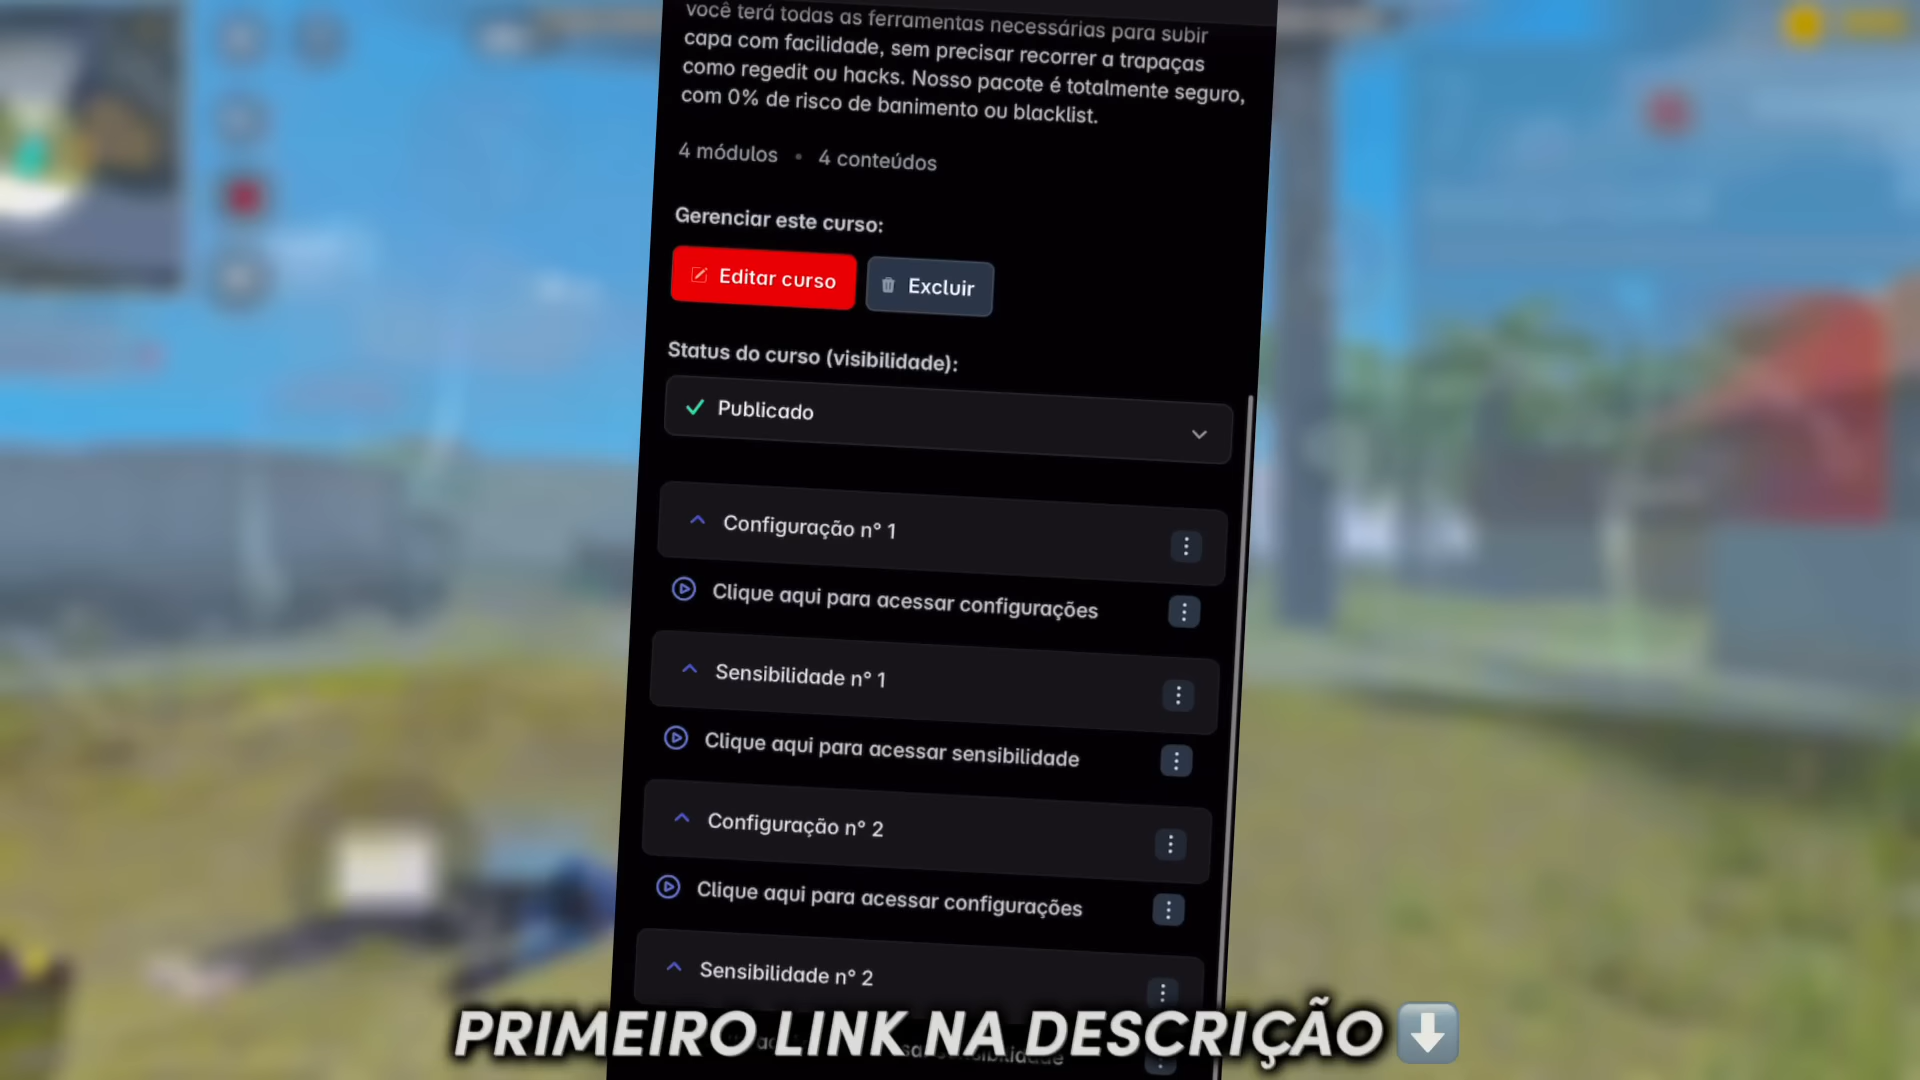 você terá todas as ferramentas necessárias para subir
capa com facilidade, sem precisar recorrer a trapaças
como regedit ou hacks. Nosso pacote é totalmente seguro,
com 0% de risco de banimento ou blacklist.
4 módulos • 4 conteúdos
Gerenciar este curso:
Editar curso
Excluir
Status do curso (visibilidade):
Publicado
Configuração n° 1
Clique aqui para acessar configurações
Sensibilidade n° 1
Clique aqui para acessar sensibilidade
Configuração n° 2
Clique aqui para acessar configurações
Sensibilidade n° 2
PRIMEIRO LINK NA DESCRIÇÃO